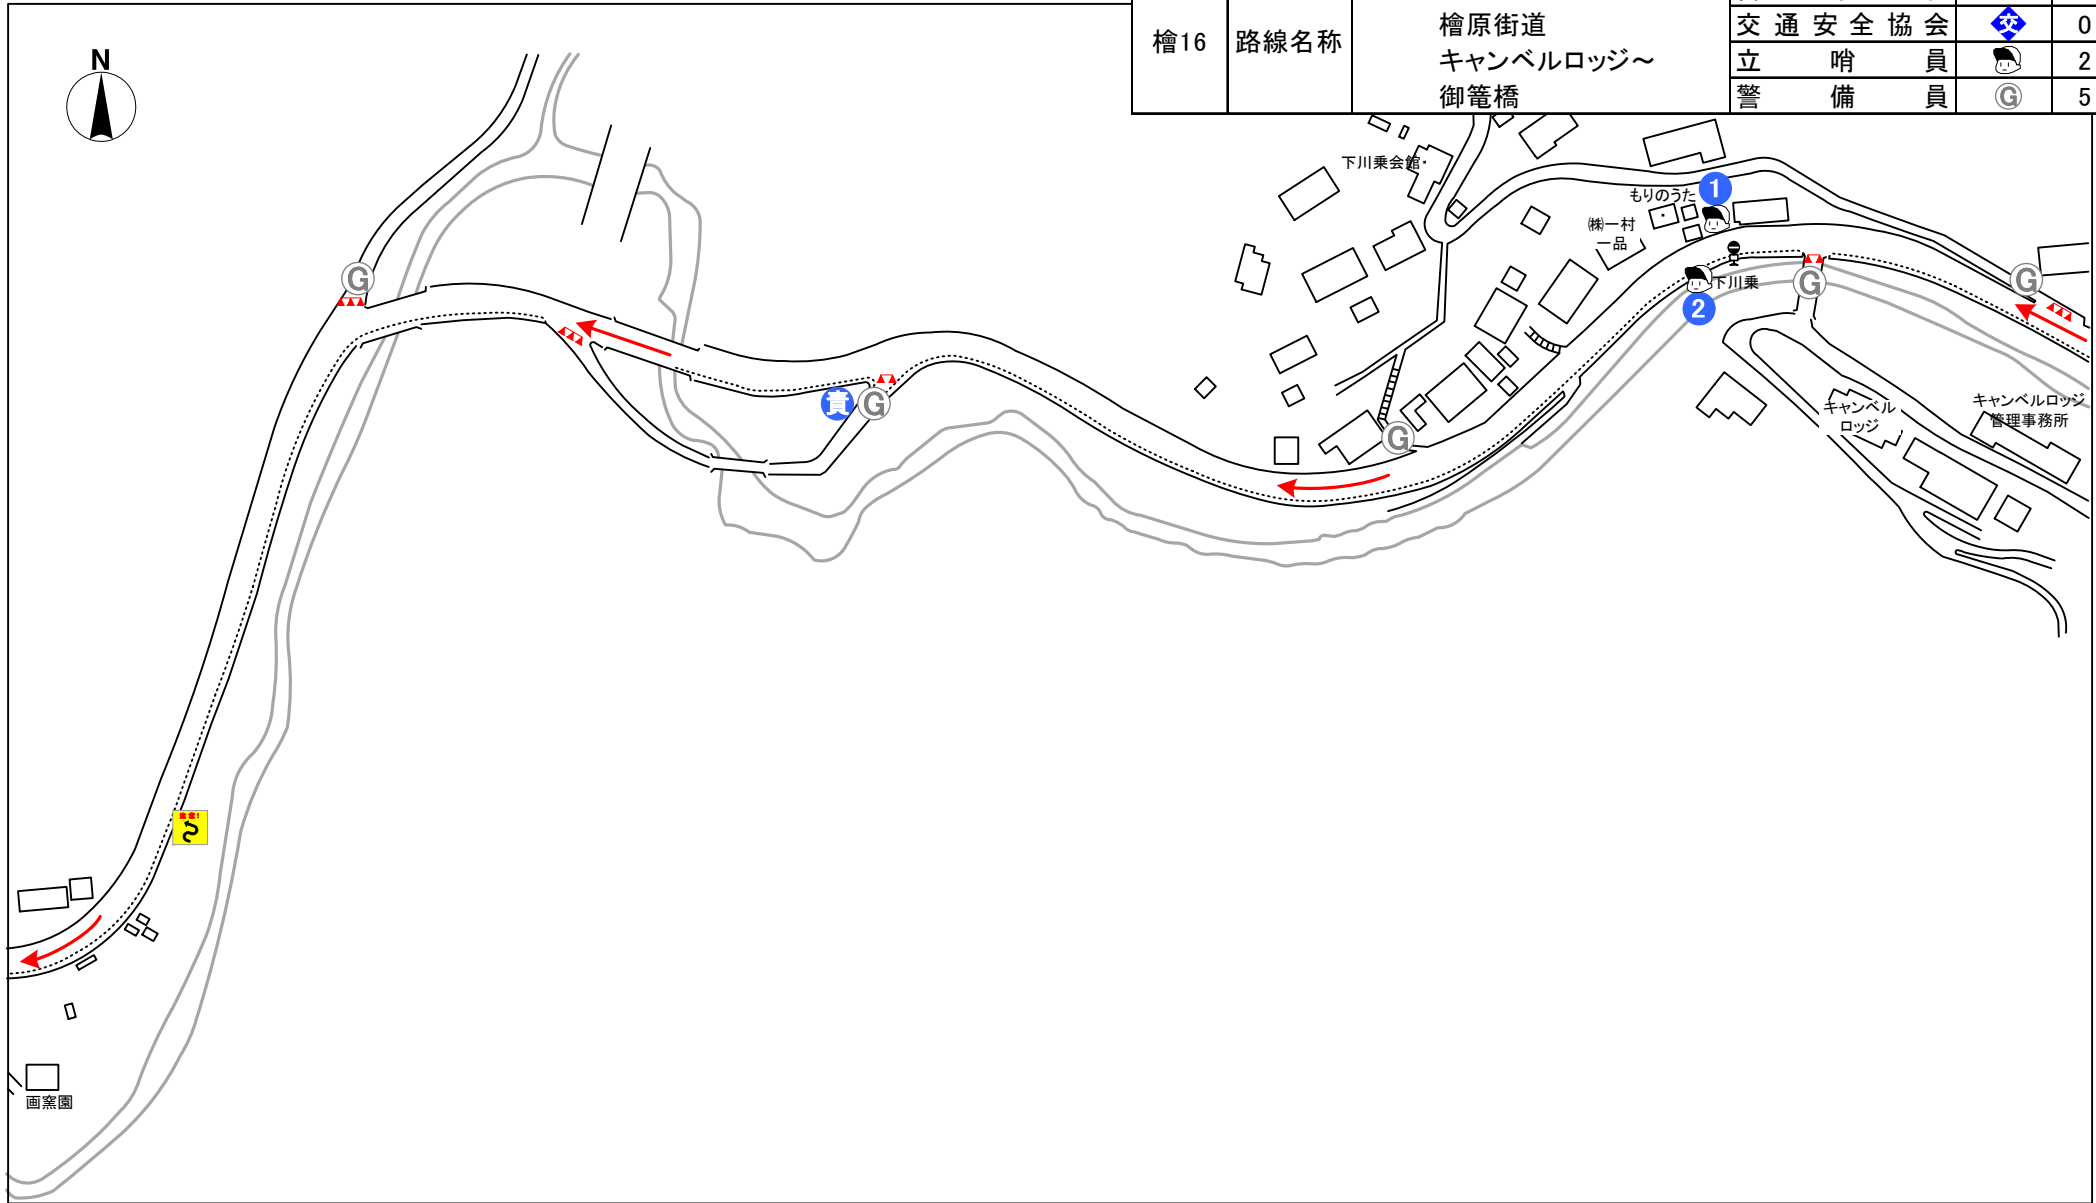 檜16
路線名称
檜原街道
キャンベルロッジ～
御篭橋
交通安全協会 交 0
立哨員 2
警備員 G 5
N
下川乗会館
もりのうた
1
㈱一村
一品
G
G
下川乗
2
G
キャンベル
ロッジ
キャンベルロッジ
管理事務所
責
G
G
画窯園